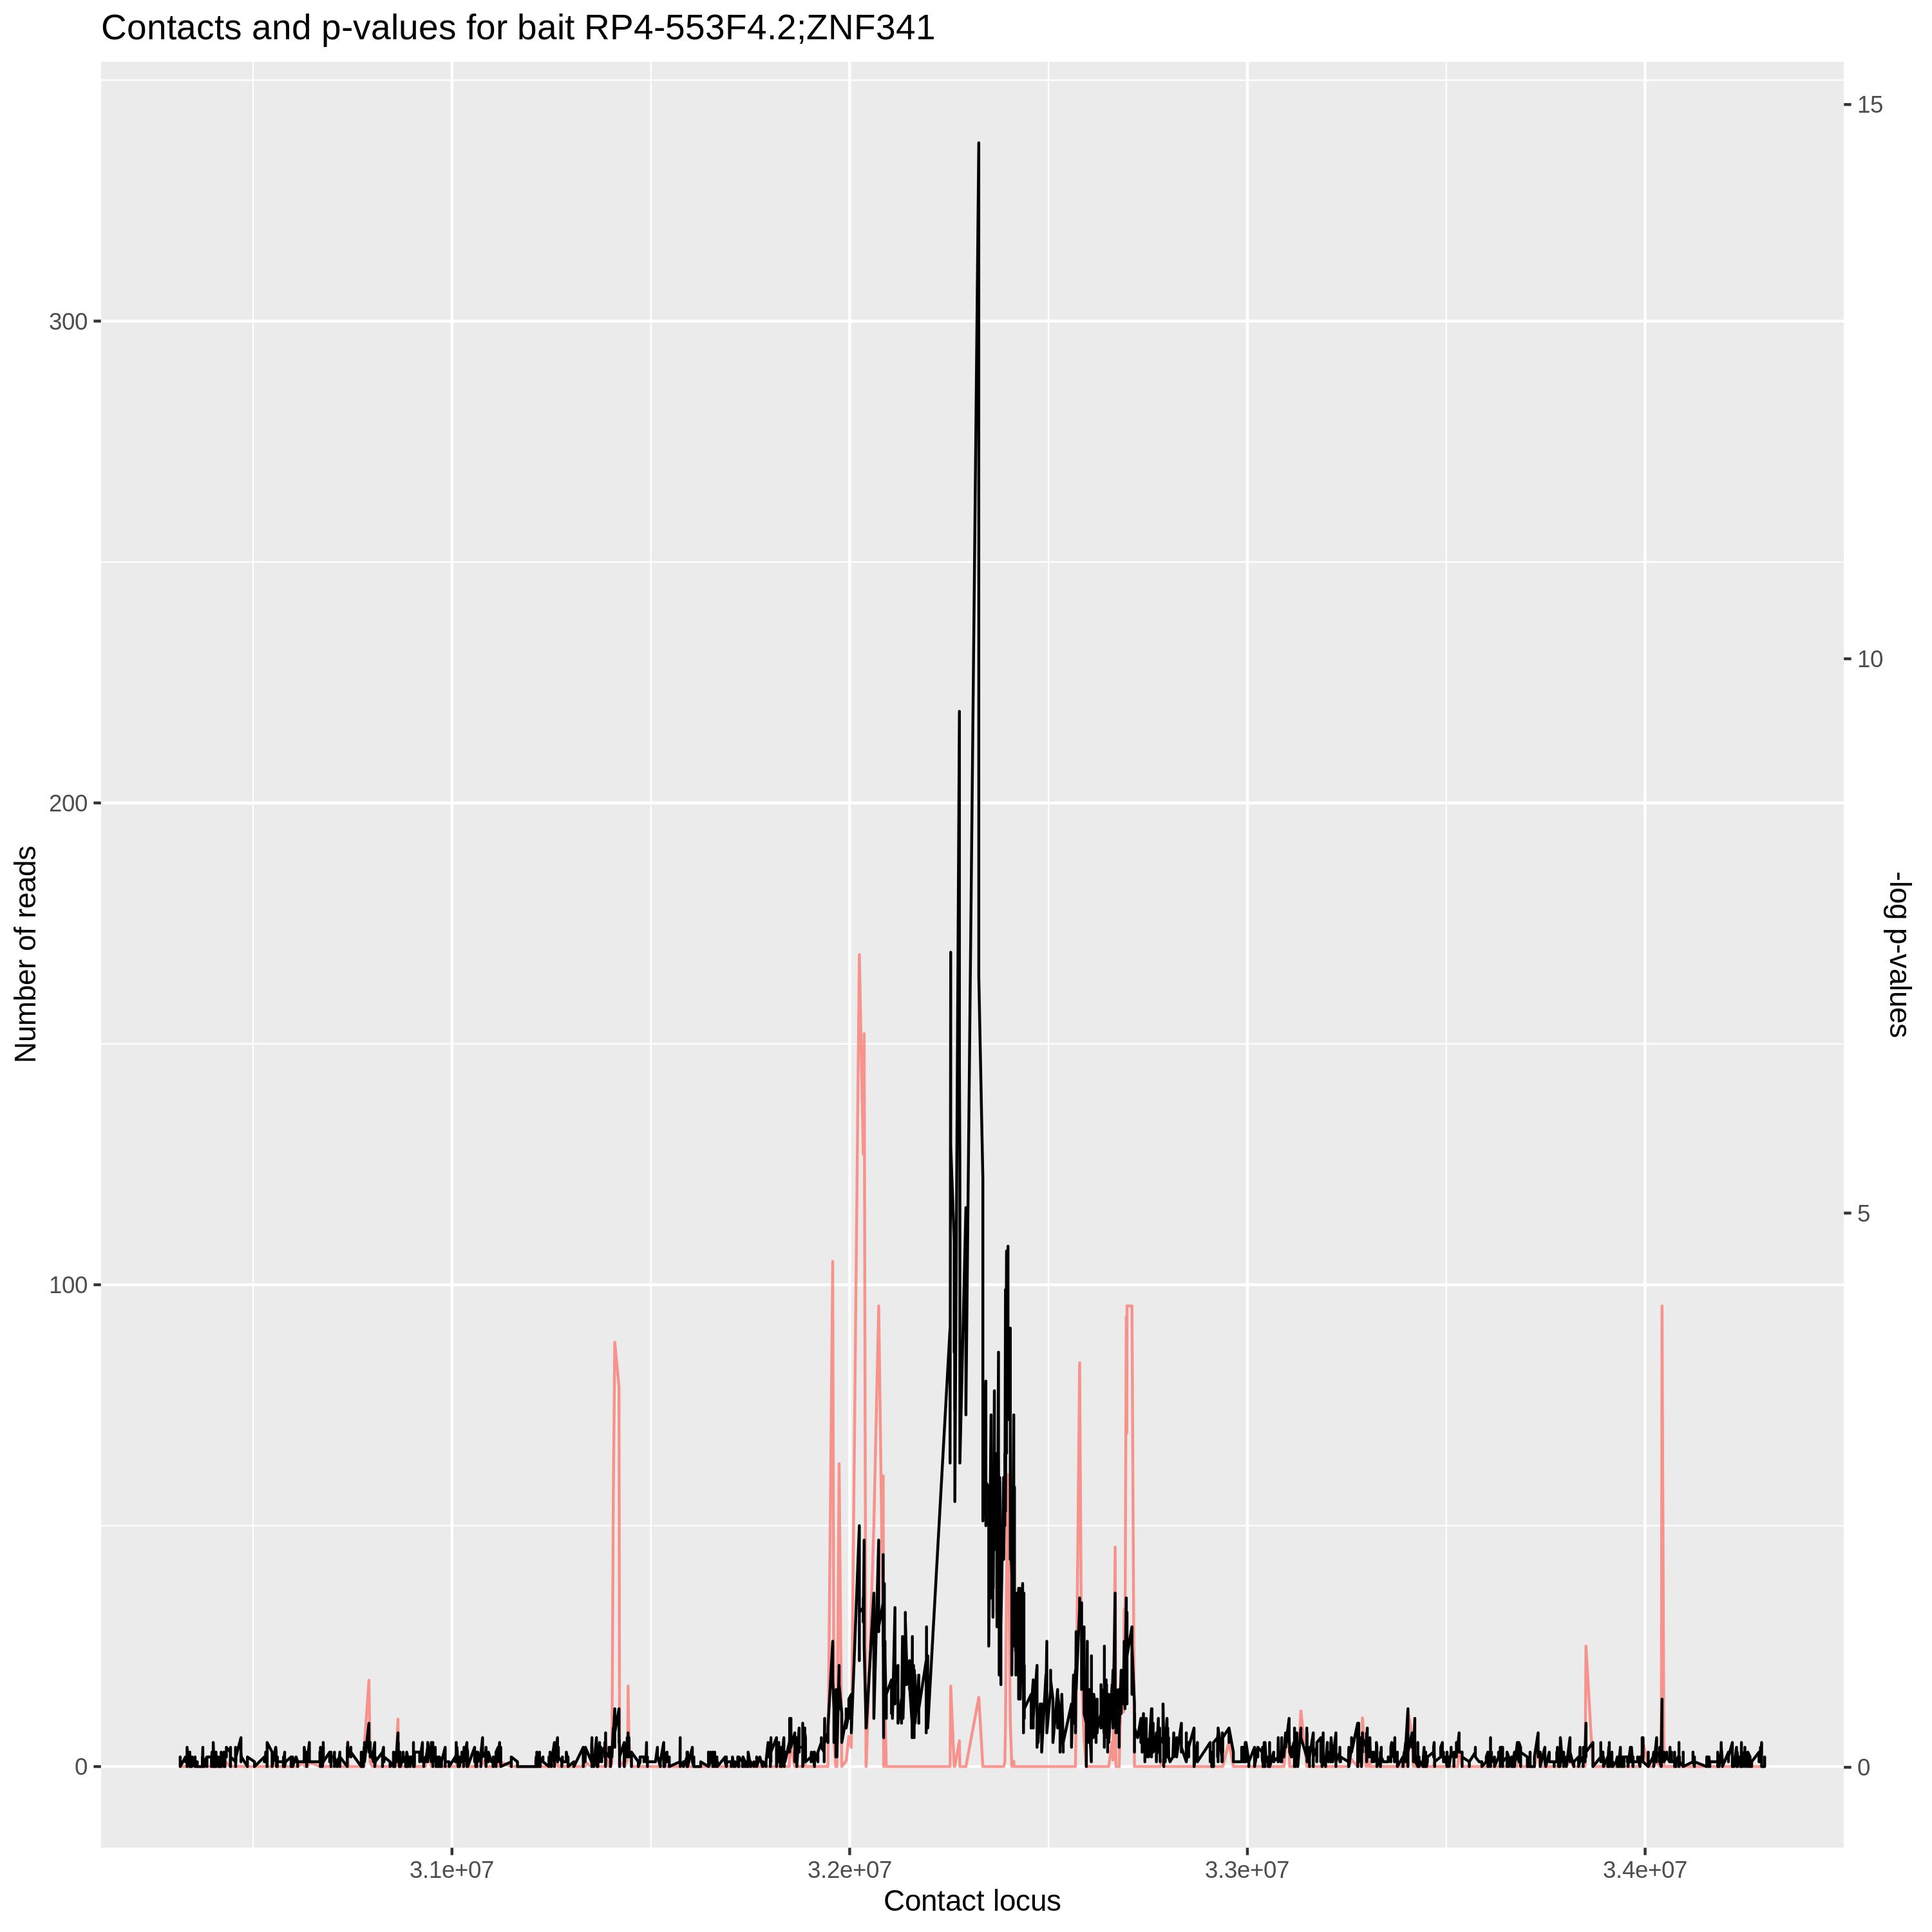 Contacts and p-values for bait RP4-553F4.2;ZNF341
15
300
10
200
Number of reads
-log p-values
5
100
0
0
3.1e+07
3.2e+07
3.3e+07
3.4e+07
Contact locus